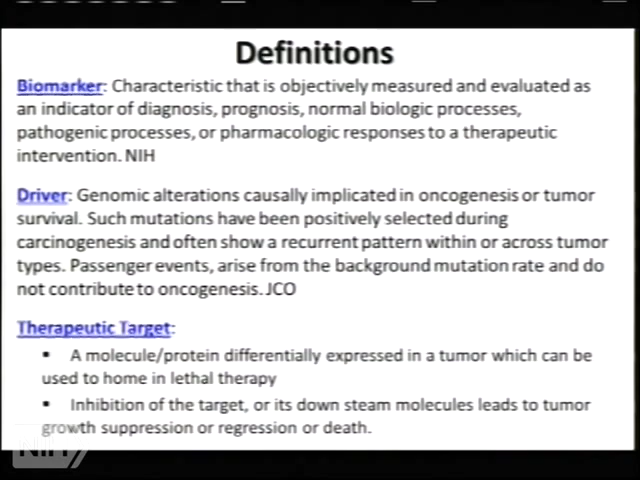 Definitions
Biomarker: Characteristic that is objectively measured and evaluated as
an indicator of diagnosis, prognosis, normal biologic processes,
pathogenic processes, or pharmacologic responses to a therapeutic
intervention. NIH
Driver: Genomic alterations causally implicated in oncogenesis or tumor
survival. Such mutations have been positively selected during
carcinogenesis and often show a recurrent pattern within or across tumor
types. Passenger events, arise from the background mutation rate and do
not contribute to oncogenesis. JCO
Therapeutic Target:
▪ A molecule/protein differentially expressed in a tumor which can be
used to home in lethal therapy
▪ Inhibition of the target, or its down steam molecules leads to tumor
growth suppression or regression or death.
NIH